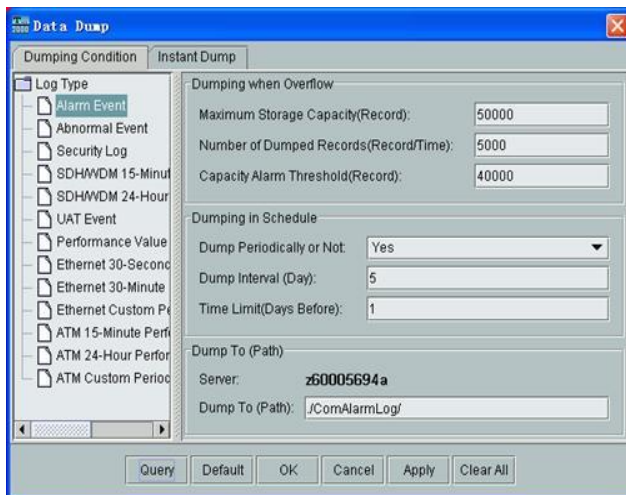 Data Dump
Dumping Condition
Instant Dump
Log Type
Alarm Event
Abnormal Event
Security Log
SDH/WDM 15-Minut
SDH/WDM 24-Hour
UAT Event
Performance Value
Ethernet 30-Second
Ethernet 30-Minute
Ethernet Custom Pe
ATM 15-Minute Perf
ATM 24-Hour Perfor
ATM Custom Period
Dumping when Overflow
Maximum Storage Capacity(Record): 50000
Number of Dumped Records(Record/Time): 5000
Capacity Alarm Threshold(Record): 40000
Dumping in Schedule
Dump Periodically or Not: Yes
Dump Interval (Day): 5
Time Limit(Days Before): 1
Dump To (Path)
Server: z60005694a
Dump To (Path): ./ComAlarmLog/
Query Default OK Cancel Apply Clear All